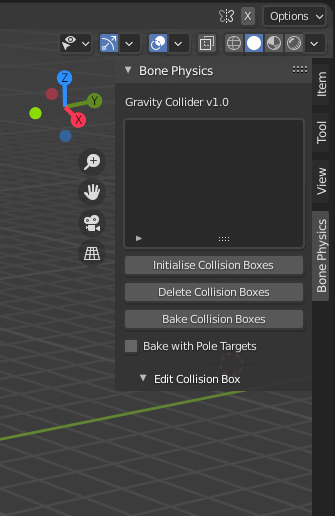 X Options
Z
Y
X
Bone Physics
Gravity Collider v1.0
Initialise Collision Boxes
Delete Collision Boxes
Bake Collision Boxes
Bake with Pole Targets
Edit Collision Box
Item
Tool
View
Bone Physics